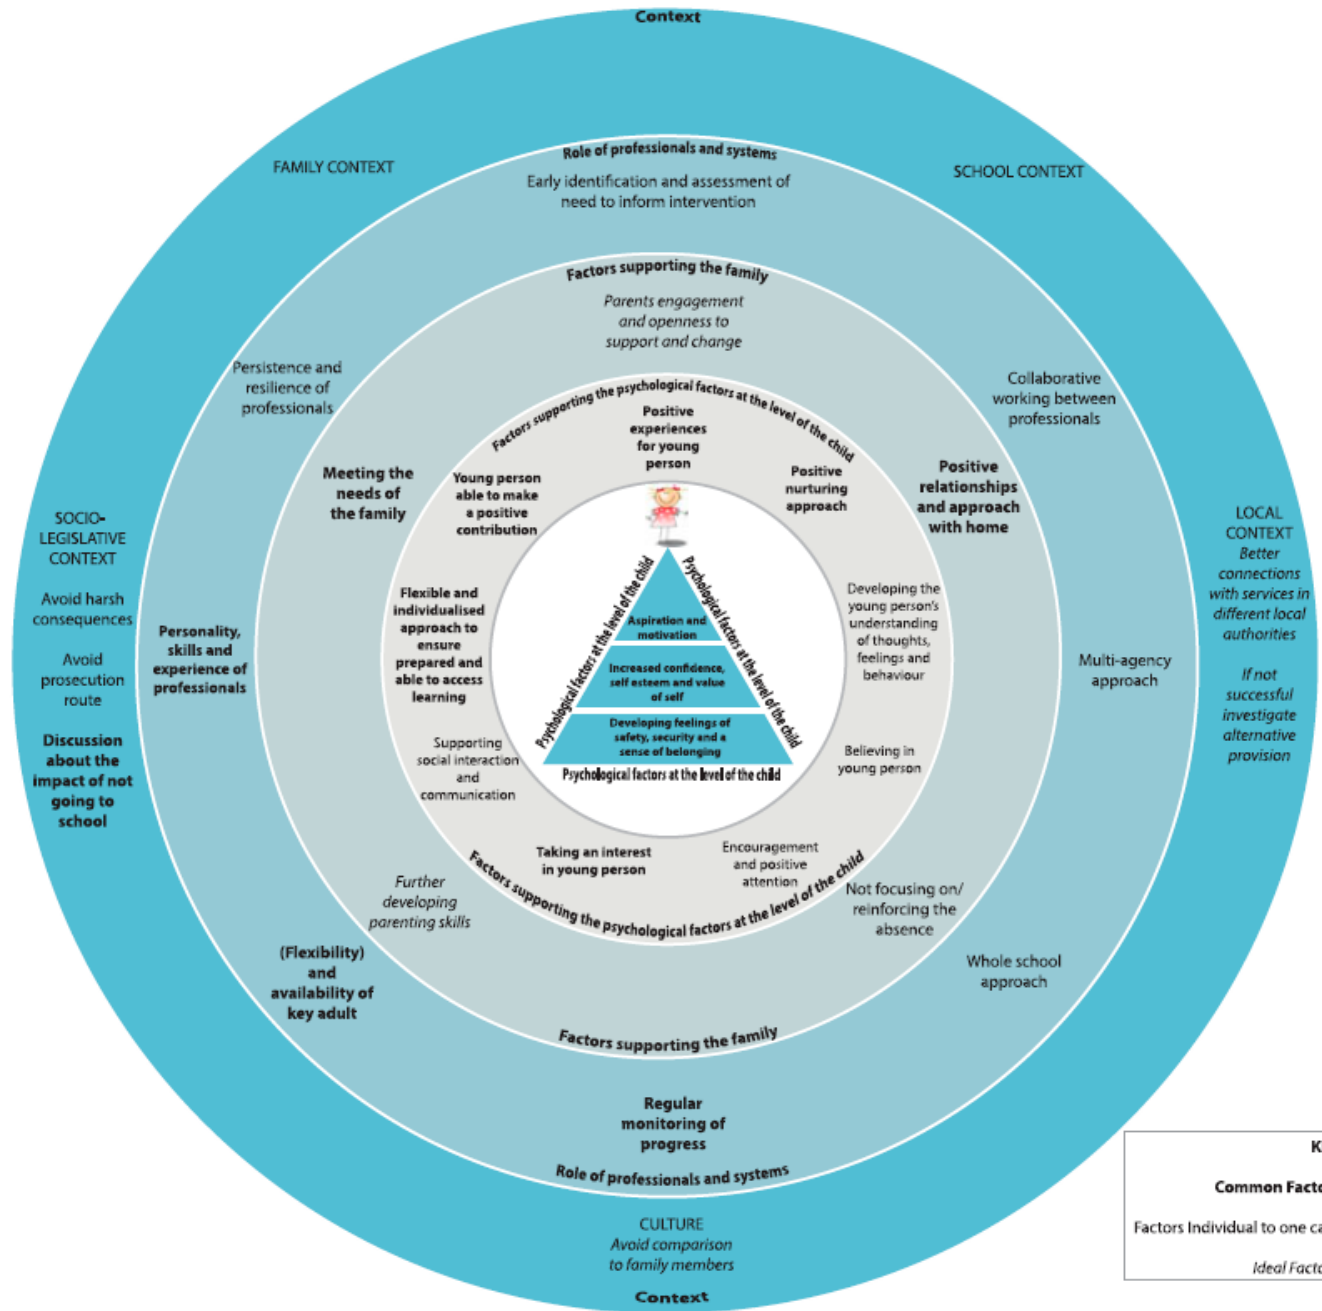 Context
FAMILY CONTEXT
SCHOOL CONTEXT
Role of professionals and systems
Early identification and assessment of
need to inform intervention
Factors supporting the family
Parents engagement
and openness to
support and change
Persistence and
resilience of
professionals
Collaborative
working between
professionals
Factors supporting the psychological factors at the level of the child
Positive
experiences
for young
person
Meeting the
needs of
the family
Young person
able to make
a positive
contribution
Positive
nurturing
approach
Positive
relationships
and approach
with home
SOCIO-
LEGISLATIVE
CONTEXT
Avoid harsh
consequences
Avoid
prosecution
route
Discussion
about the
impact of not
going to
school
LOCAL
CONTEXT
Better
connections
with services in
different local
authorities
If not
successful
investigate
alternative
provision
Personality,
skills and
experience of
professionals
Flexible and
individualised
approach to
ensure
prepared and
able to access
learning
Psychological factors at the level of the child
Psychological factors at the level of the child
Aspiration and
motivation
Increased confidence,
self esteem and value
of self
Developing feelings of
safety, security and a
sense of belonging
Psychological factors at the level of the child
Developing the
young person's
understanding
of thoughts,
feelings and
behaviour
Multi-agency
approach
Supporting
social interaction
and
communication
Believing in
young person
Taking an interest
in young person
Encouragement
and positive
attention
Factors supporting the psychological factors at the level of the child
Further
developing
parenting skills
Not focusing on/
reinforcing the
absence
(Flexibility)
and
availability of
key adult
Whole school
approach
Factors supporting the family
Regular
monitoring of
progress
Role of professionals and systems
CULTURE
Avoid comparison
to family members
Context
K
Common Facto
Factors Individual to one ca
Ideal Facto